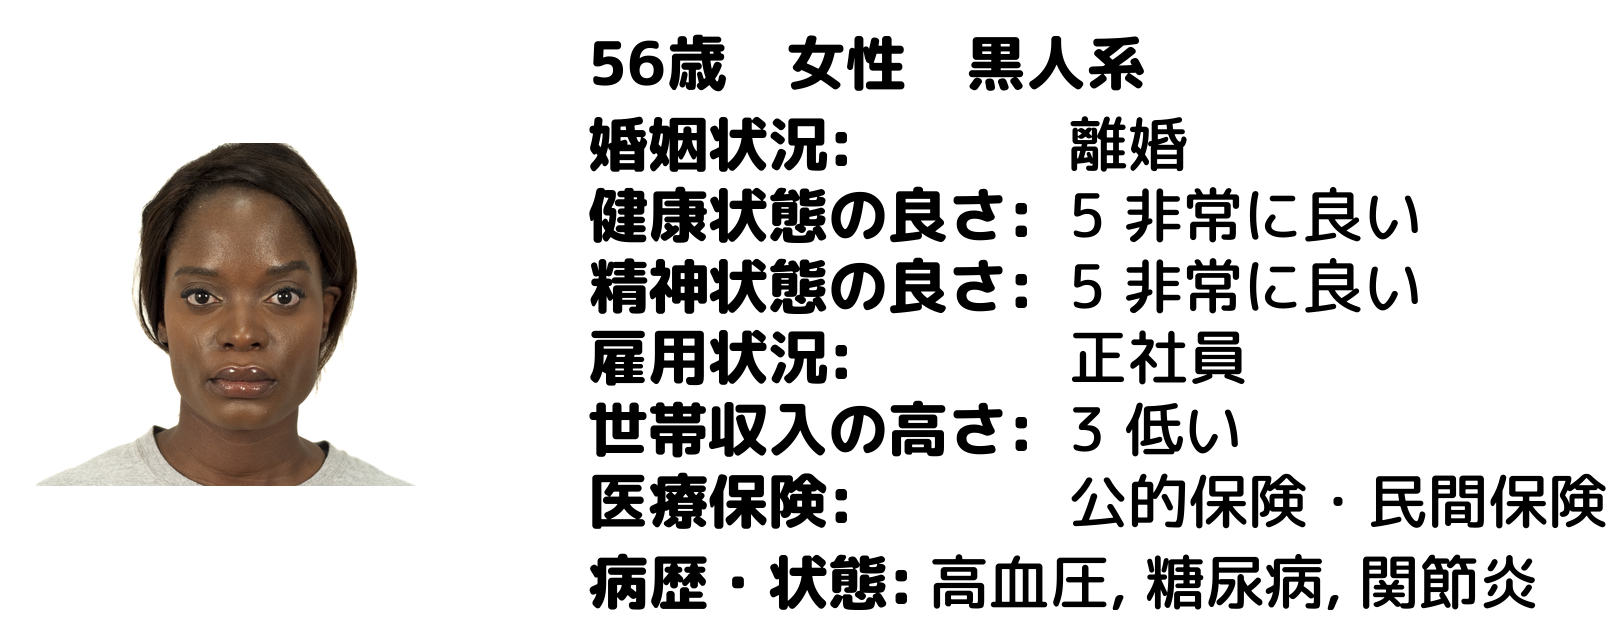 56歳　女性　黒人系
婚姻状況: 離婚
健康状態の良さ: 5 非常に良い
精神状態の良さ: 5 非常に良い
雇用状況: 正社員
世帯収入の高さ: 3 低い
医療保険: 公的保険・民間保険
病歴・状態: 高血圧, 糖尿病, 関節炎